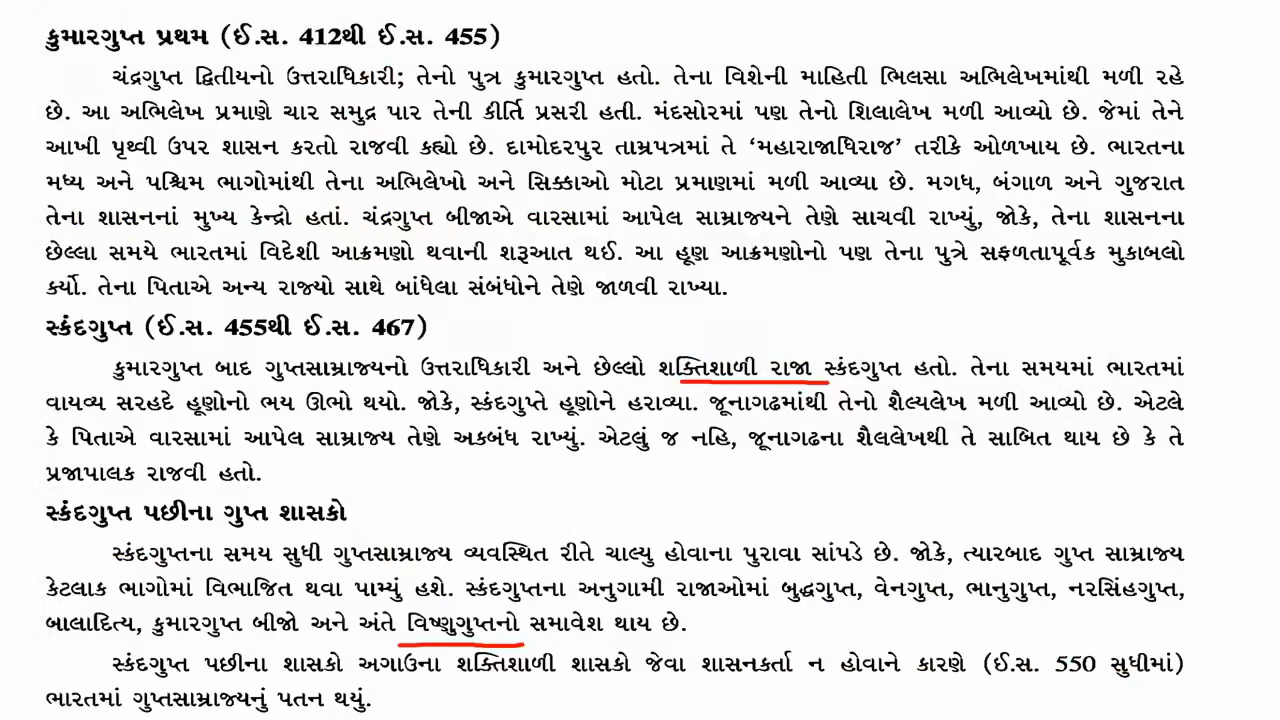 કુમારગુપ્ત પ્રથમ (ઈ.સ. 412થી ઈ.સ. 455)
ચંદ્રગુપ્ત દ્વિતીયનો ઉત્તરાધિકારી; તેનો પુત્ર કુમારગુપ્ત હતો. તેના વિશેની માહિતી ભિલસા અભિલેખમાંથી મળી રહે
છે. આ અભિલેખ પ્રમાણે ચાર સમુદ્ર પાર તેની કીર્તિ પ્રસરી હતી. મંદસોરમાં પણ તેનો શિલાલેખ મળી આવ્યો છે. જેમાં તેને
આખી પૃથ્વી ઉપર શાસન કરતો રાજવી કહ્યો છે. દામોદરપુર તામ્રપત્રમાં તે ‘મહારાજાધિરાજ’ તરીકે ઓળખાય છે. ભારતના
મધ્ય અને પશ્ચિમ ભાગોમાંથી તેના અભિલેખો અને સિક્કાઓ મોટા પ્રમાણમાં મળી આવ્યા છે. મગધ, બંગાળ અને ગુજરાત
તેના શાસનનાં મુખ્ય કેન્દ્રો હતાં. ચંદ્રગુપ્ત બીજાએ વારસામાં આપેલ સામ્રાજ્યને તેણે સાચવી રાખ્યું, જોકે, તેના શાસનના
છેલ્લા સમયે ભારતમાં વિદેશી આક્રમણો થવાની શરૂઆત થઈ. આ હૂણ આક્રમણોનો પણ તેના પુત્રે સફળતાપૂર્વક મુકાબલો
કર્યો. તેના પિતાએ અન્ય રાજ્યો સાથે બાંધેલા સંબંધોને તેણે જાળવી રાખ્યા.
સ્કંદગુપ્ત (ઈ.સ. 455થી ઈ.સ. 467)
કુમારગુપ્ત બાદ ગુપ્તસામ્રાજ્યનો ઉત્તરાધિકારી અને છેલ્લો શક્તિશાળી રાજા સ્કંદગુપ્ત હતો. તેના સમયમાં ભારતમાં
વાયવ્ય સરહદે હૂણોનો ભય ઊભો થયો. જોકે, સ્કંદગુપ્તે હૂણોને હરાવ્યા. જૂનાગઢમાંથી તેનો શૈલ્યલેખ મળી આવ્યો છે. એટલે
કે પિતાએ વારસામાં આપેલ સામ્રાજ્ય તેણે અકબંધ રાખ્યું. એટલું જ નહિ, જૂનાગઢના શૈલલેખથી તે સાબિત થાય છે કે તે
પ્રજાપાલક રાજવી હતો.
સ્કંદગુપ્ત પછીના ગુપ્ત શાસકો
સ્કંદગુપ્તના સમય સુધી ગુપ્તસામ્રાજ્ય વ્યવસ્થિત રીતે ચાલ્યુ હોવાના પુરાવા સાંપડે છે. જોકે, ત્યારબાદ ગુપ્ત સામ્રાજ્ય
કેટલાક ભાગોમાં વિભાજિત થવા પામ્યું હશે. સ્કંદગુપ્તના અનુગામી રાજાઓમાં બુદ્ધગુપ્ત, વેનગુપ્ત, ભાનુગુપ્ત, નરસિંહગુપ્ત,
બાલાદિત્ય, કુમારગુપ્ત બીજો અને અંતે વિષ્ણુગુપ્તનો સમાવેશ થાય છે.
સ્કંદગુપ્ત પછીના શાસકો અગાઉના શક્તિશાળી શાસકો જેવા શાસનકર્તા ન હોવાને કારણે (ઈ.સ. 550 સુધીમાં)
ભારતમાં ગુપ્તસામ્રાજ્યનું પતન થયું.